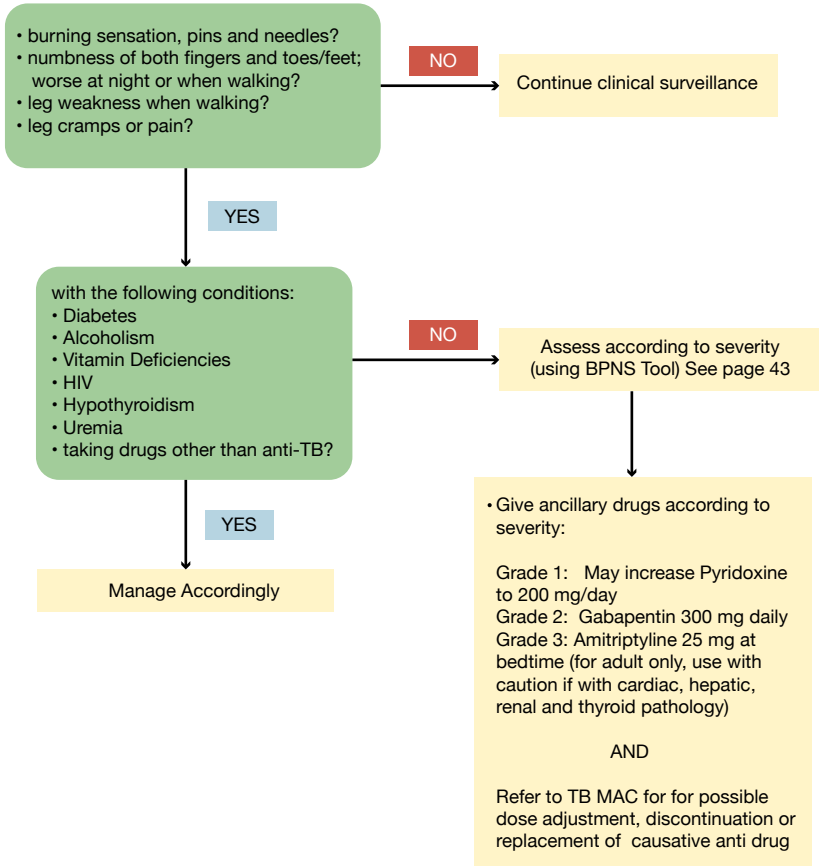 • burning sensation, pins and needles?
• numbness of both fingers and toes/feet;
worse at night or when walking?
• leg weakness when walking?
• leg cramps or pain?
NO
Continue clinical surveillance
YES
with the following conditions:
• Diabetes
• Alcoholism
• Vitamin Deficiencies
• HIV
• Hypothyroidism
• Uremia
• taking drugs other than anti-TB?
NO
Assess according to severity
(using BPNS Tool) See page 43
YES
Manage Accordingly
• Give ancillary drugs according to
severity:
Grade 1: May increase Pyridoxine
to 200 mg/day
Grade 2: Gabapentin 300 mg daily
Grade 3: Amitriptyline 25 mg at
bedtime (for adult only, use with
caution if with cardiac, hepatic,
renal and thyroid pathology)
AND
Refer to TB MAC for for possible
dose adjustment, discontinuation or
replacement of causative anti drug